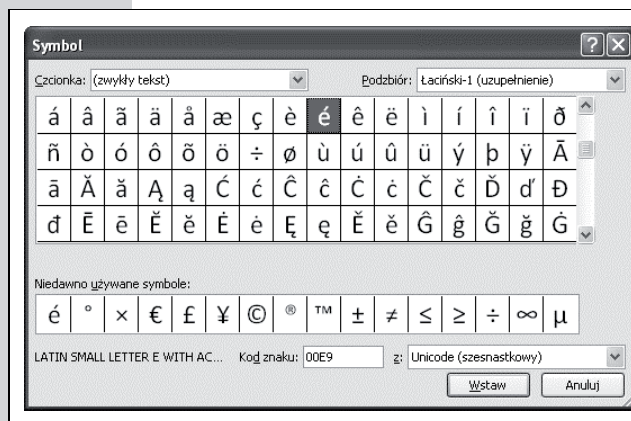 Symbol
Czcionka: (zwykły tekst) Podzbiór: Łaciński-1 (uzupełnienie)
á â ã ä å æ ç è é ê ë ì í î ï ð
ñ ò ó ô õ ö ÷ ø ù ú û ü ý þ ÿ Ā
ā Ă ă Ą ą Ć ć Ĉ ĉ Ċ ċ Č č Ď ď Đ
đ Ē ē Ĕ ĕ Ė ė Ę ę Ě ě Ĝ ĝ Ğ ğ Ġ
Niedawno używane symbole:
é ° × € £ ¥ © ® ™ ± ≠ ≤ ≥ ÷ ∞ µ
LATIN SMALL LETTER E WITH AC... Kod znaku: 00E9 z: Unicode (szesnastkowy)
Wstaw Anuluj